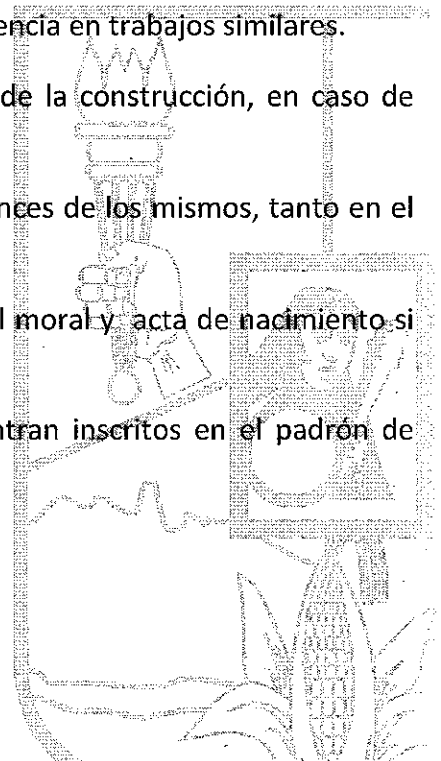 encia en trabajos similares.
de la construcción, en caso de
nces de los mismos, tanto en el
l moral y acta de nacimiento si
ntran inscritos en el padrón de